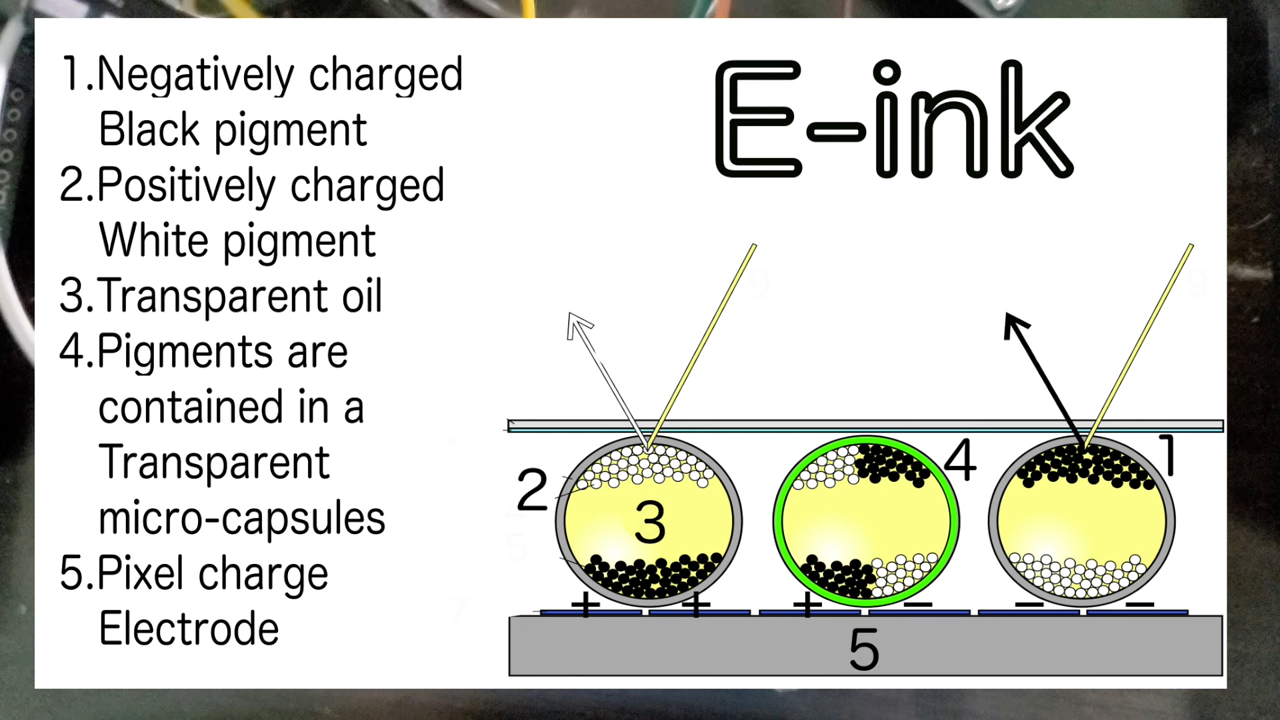 E-ink
1.Negatively charged
Black pigment
2.Positively charged
White pigment
3.Transparent oil
4.Pigments are
contained in a
Transparent
micro-capsules
5.Pixel charge
Electrode
2
3
4
1
+ + + − − −
5